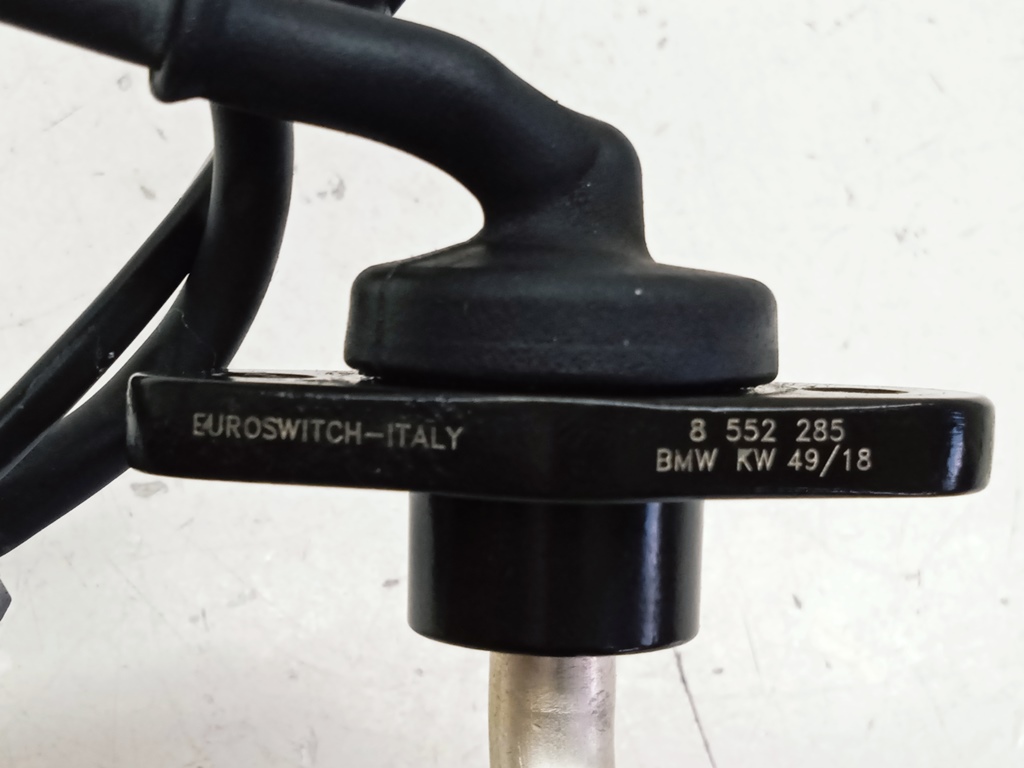 EUROSWITCH-ITALY
8 552 285
BMW KW 49/18